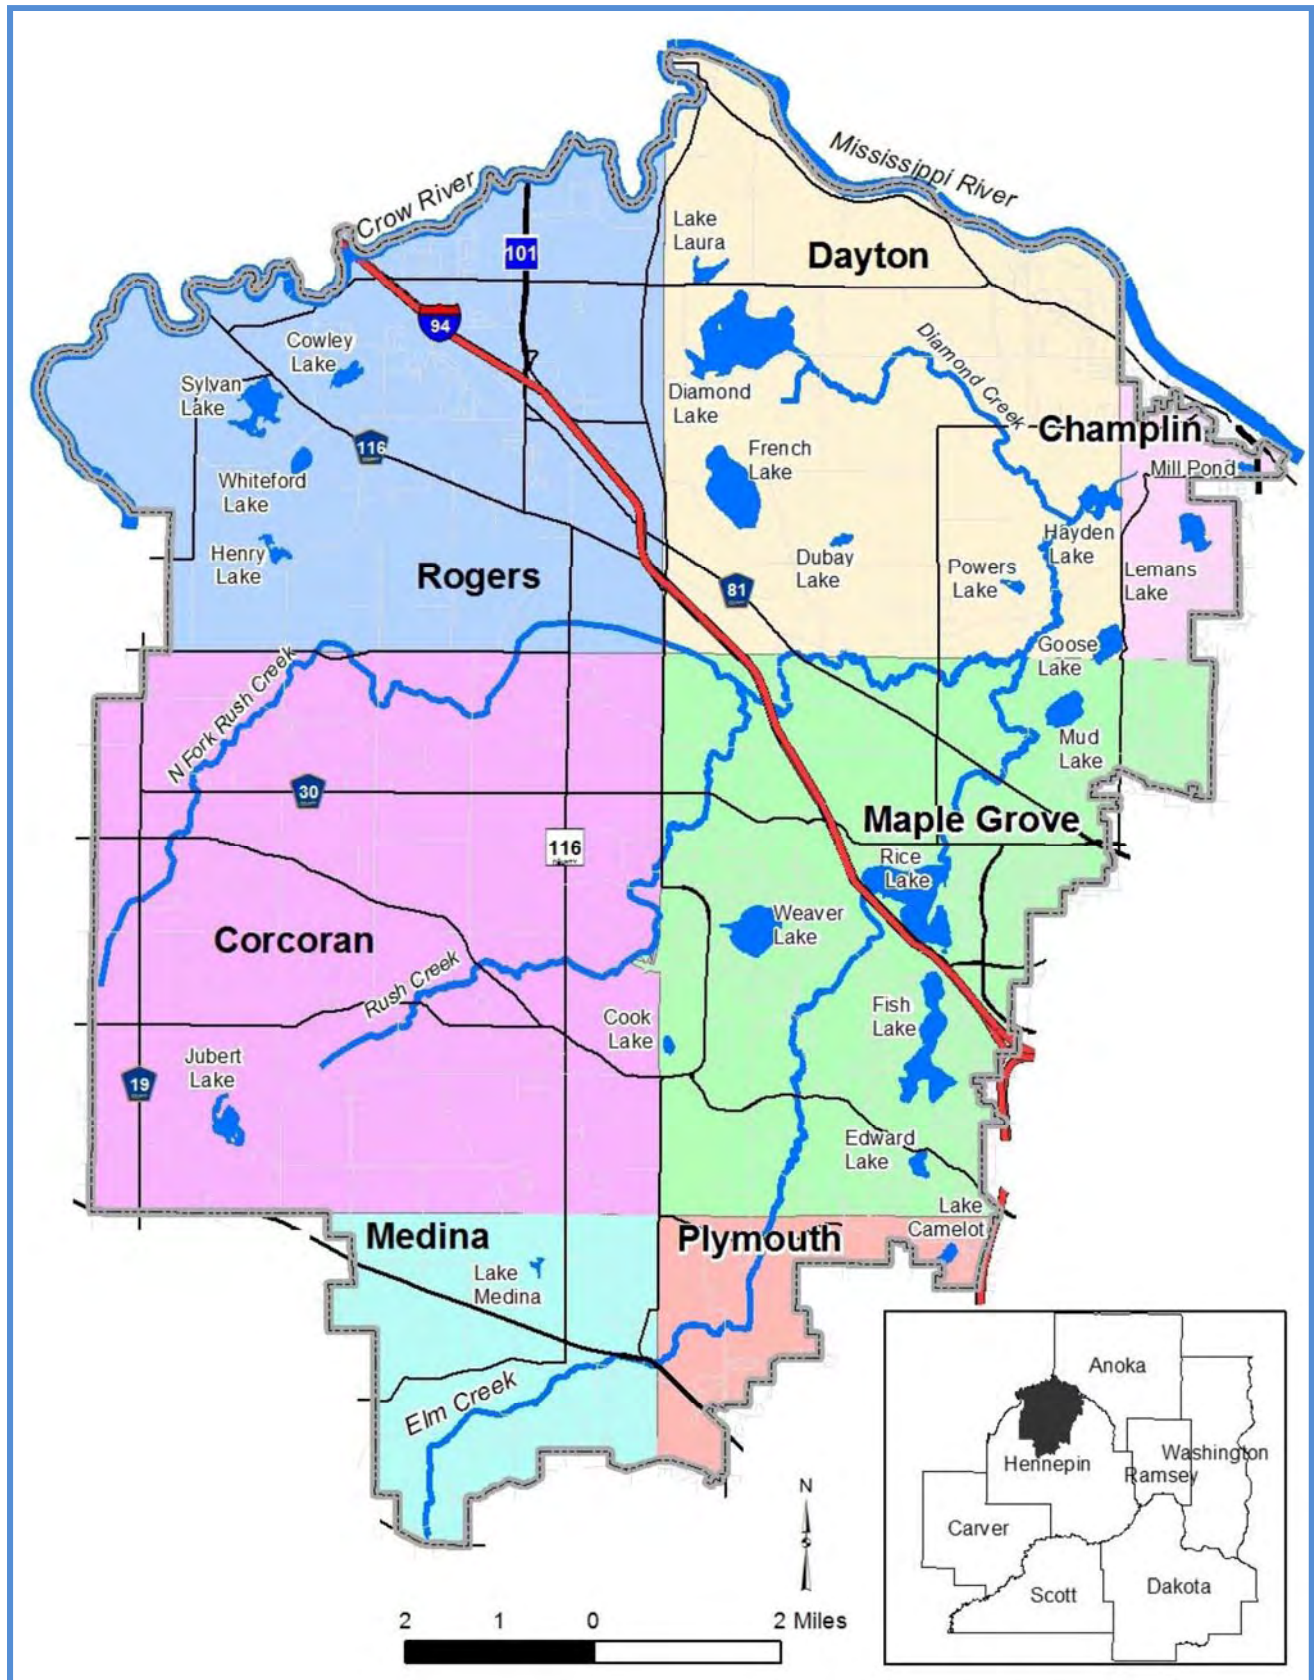 Mississippi River
Crow River
Lake
Laura
101
Dayton
94
Diamond Creek
Cowley
Lake
Sylvan
Lake
Diamond
Lake
116
Champlin
French
Lake
Mill Pond
Whiteford
Lake
Hayden
Lake
Henry
Lake
Dubay
Lake
Powers
Lake
Lemans
Lake
Rogers
81
Goose
Lake
N Fork Rush Creek
Mud
Lake
30
Maple Grove
116
COUNTY
Rice
Lake
Weaver
Lake
Corcoran
Rush Creek
Fish
Lake
Cook
Lake
Jubert
Lake
19
Edward
Lake
Lake
Camelot
Medina
Plymouth
Lake
Medina
Elm Creek
N
2 1 0 2 Miles
Anoka
Hennepin
Washington
Ramsey
Carver
Scott
Dakota